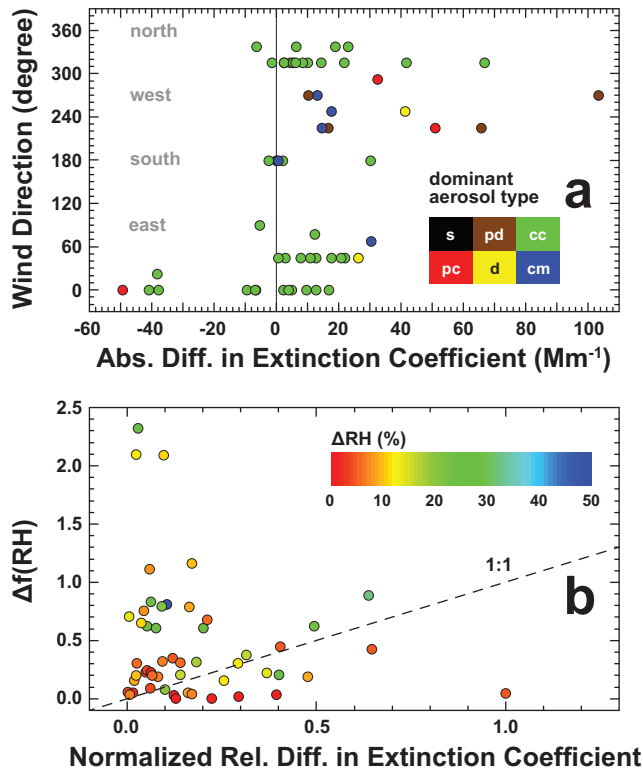 Wind Direction (degree)
360
300
240
180
120
60
0
north
west
south
east
dominant
aerosol type
a
s pd cc
pc d cm
-60 -40 -20 0 20 40 60 80 100
Abs. Diff. in Extinction Coefficient (Mm⁻¹)
Δf(RH)
2.5
2.0
1.5
1.0
0.5
0.0
ΔRH (%)
0 10 20 30 40 50
1:1
b
0.0 0.5 1.0
Normalized Rel. Diff. in Extinction Coefficient